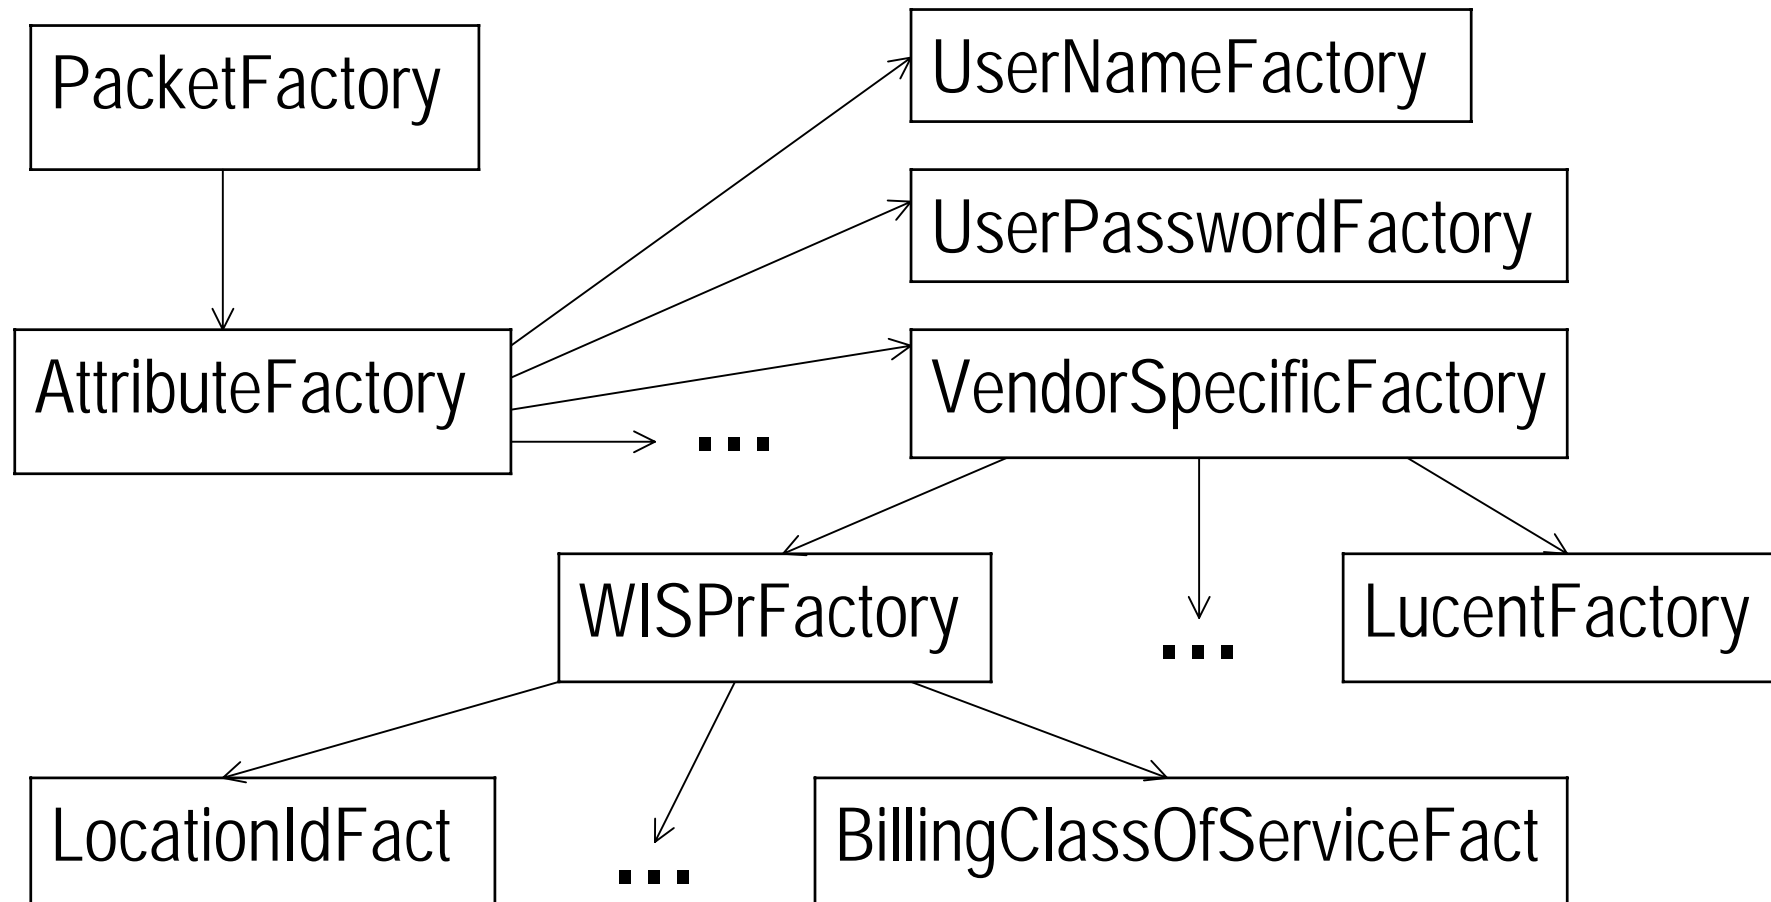 PacketFactory
UserNameFactory
UserPasswordFactory
AttributeFactory
VendorSpecificFactory
...
WISPrFactory
...
LucentFactory
LocationIdFact
...
BillingClassOfServiceFact